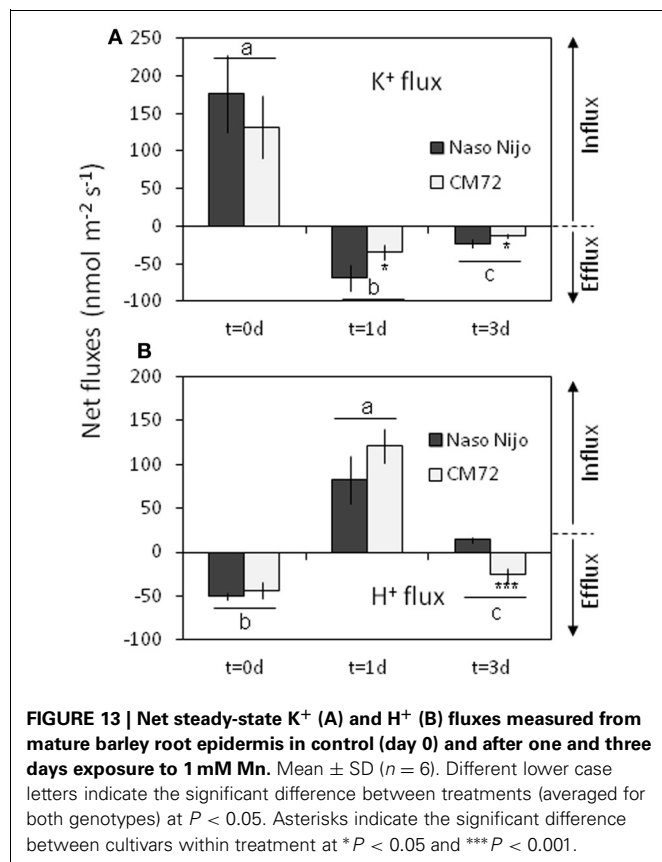 A
250
200
150
100
50
0
-50
-100
a
K⁺ flux
Naso Nijo
CM72
*
b
*
c
Influx
Efflux
t=0d t=1d t=3d
Net fluxes (nmol m⁻² s⁻¹)
B
200
150
100
50
0
-50
-100
a
Naso Nijo
CM72
b
H⁺ flux
***
c
Influx
Efflux
t=0d t=1d t=3d
FIGURE 13 | Net steady-state K⁺ (A) and H⁺ (B) fluxes measured from
mature barley root epidermis in control (day 0) and after one and three
days exposure to 1 mM Mn. Mean ± SD (n = 6). Different lower case
letters indicate the significant difference between treatments (averaged for
both genotypes) at P < 0.05. Asterisks indicate the significant difference
between cultivars within treatment at *P < 0.05 and ***P < 0.001.